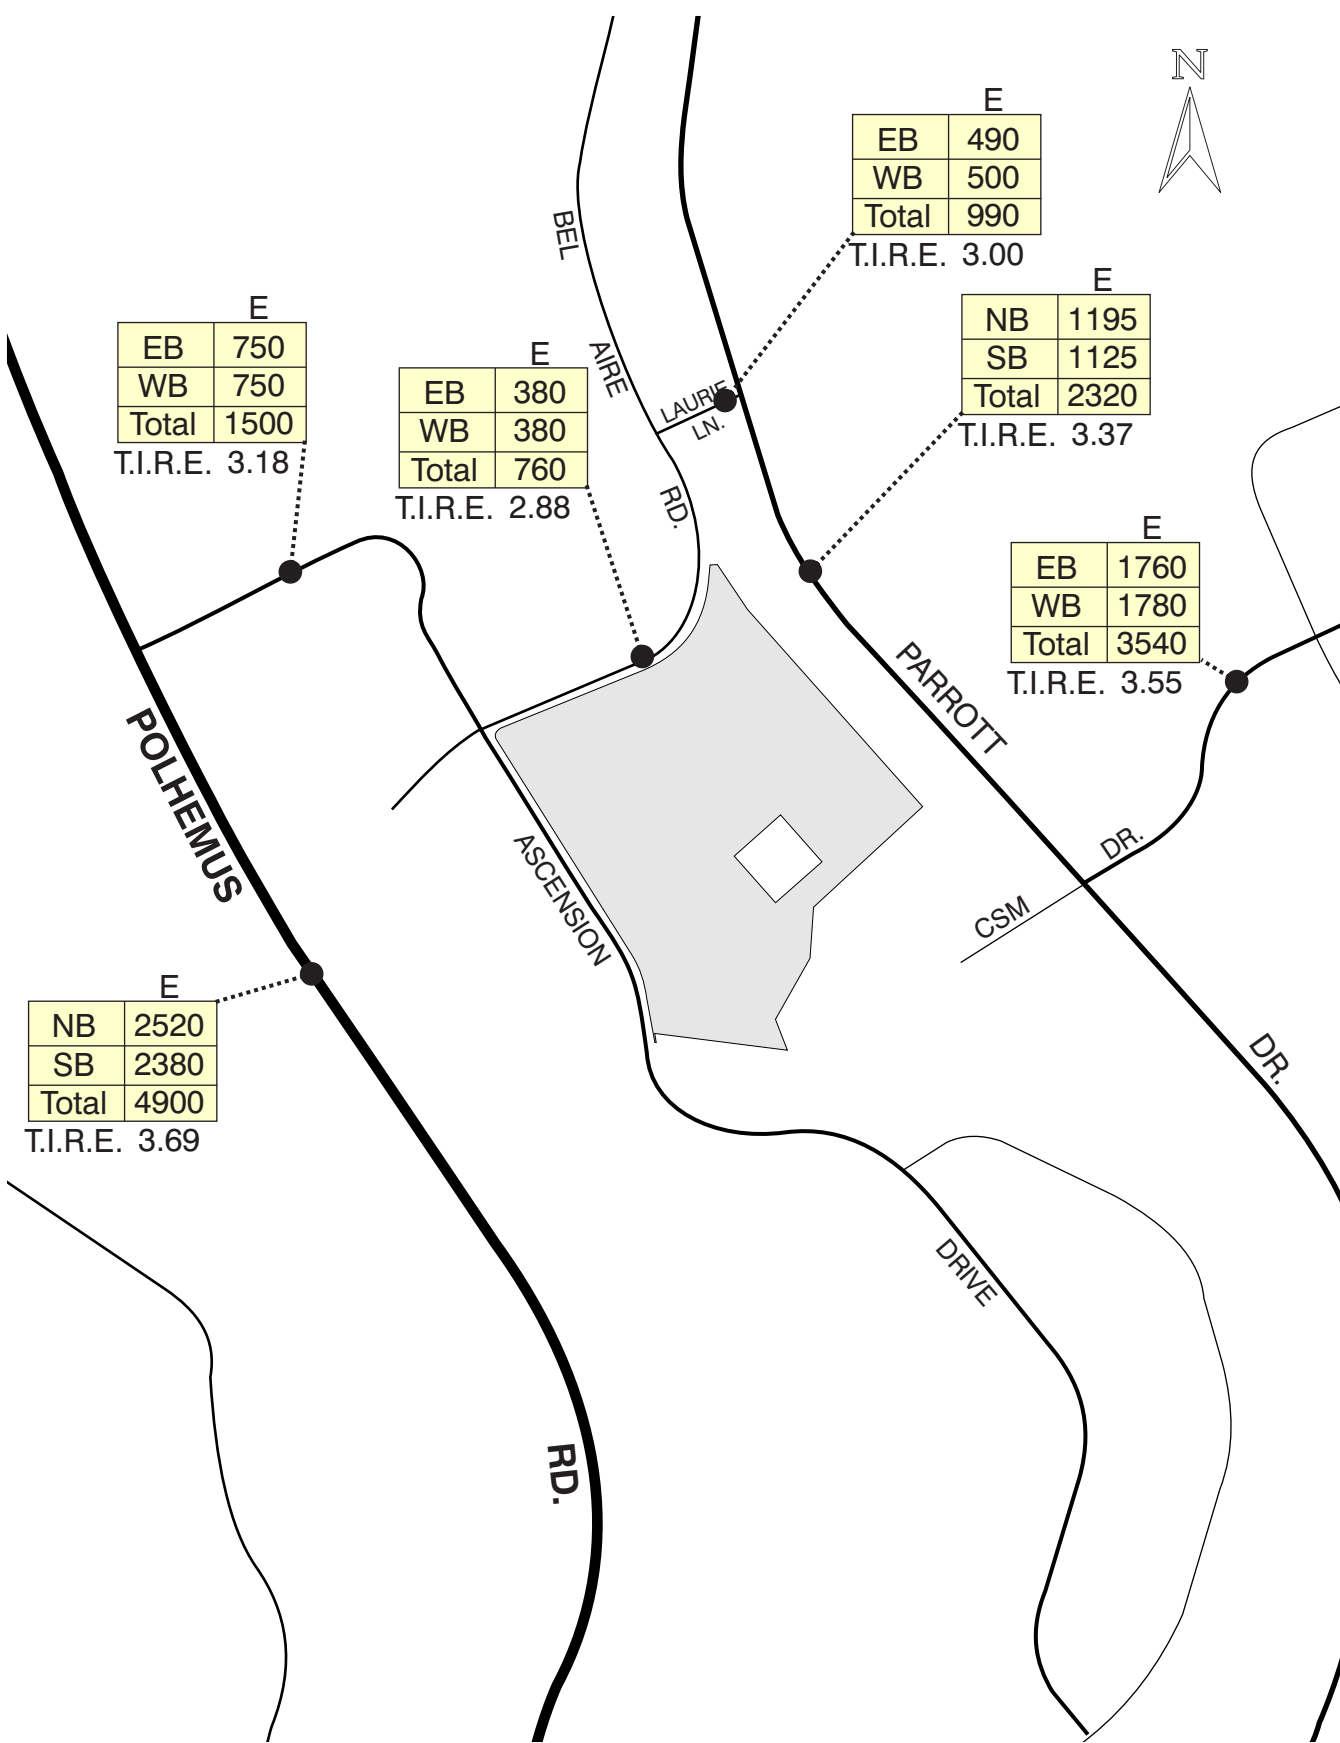 N
E
EB 490
WB 500
Total 990
T.I.R.E. 3.00
BEL
E
NB 1195
SB 1125
Total 2320
T.I.R.E. 3.37
E
EB 750
WB 750
Total 1500
T.I.R.E. 3.18
AIRE
E
EB 380
WB 380
Total 760
T.I.R.E. 2.88
LAURIE
LN.
RD.
E
EB 1760
WB 1780
Total 3540
T.I.R.E. 3.55
PARROTT
POLHEMUS
ASCENSION
DR.
CSM
E
NB 2520
SB 2380
Total 4900
T.I.R.E. 3.69
DR.
DRIVE
RD.